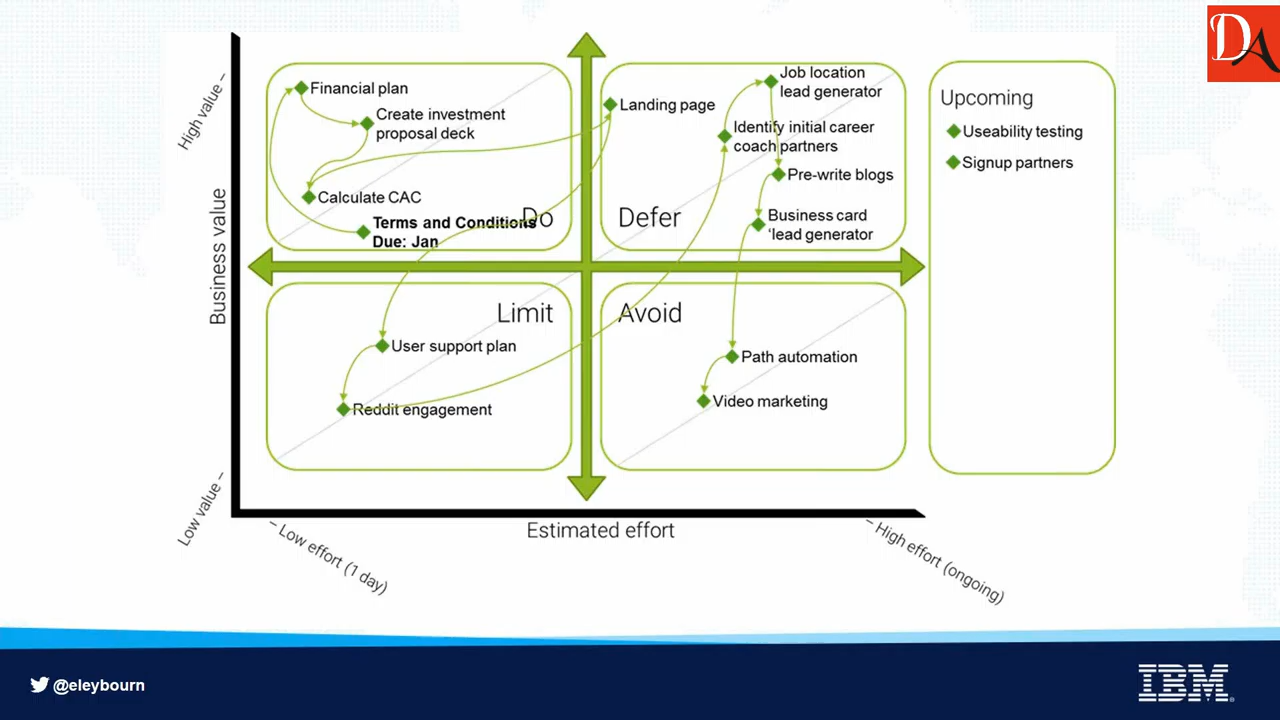 DA
High value –
Business value
Low value –
Financial plan
Create investment
proposal deck
Calculate CAC
Terms and Conditions
Due: Jan
Do
Landing page
Job location
lead generator
Identify initial career
coach partners
Pre-write blogs
Business card
‘lead generator
Defer
Limit
User support plan
Reddit engagement
Avoid
Path automation
Video marketing
Upcoming
Useability testing
Signup partners
– Low effort (1 day)
Estimated effort
– High effort (ongoing)
@eleybourn
IBM